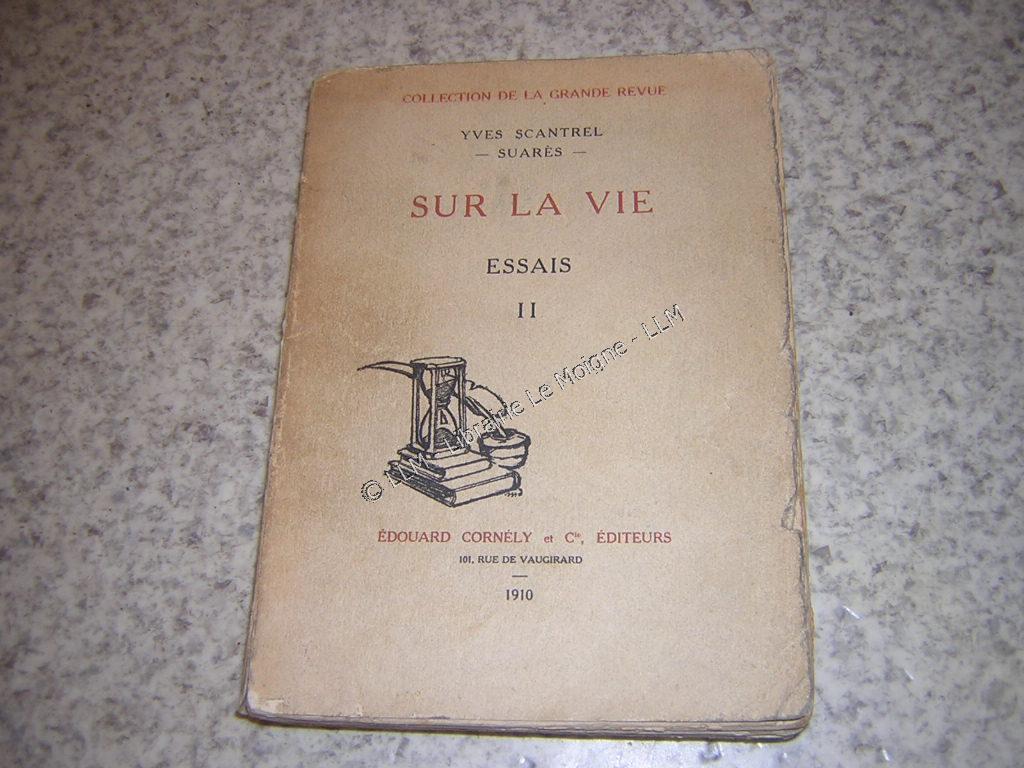 COLLECTION DE LA GRANDE REVUE
YVES SCANTREL
— SUARÈS —
SUR LA VIE
ESSAIS
II
© LLM - Librairie Le Moigne - LLM
ÉDOUARD CORNÉLY et Cie, ÉDITEURS
101, RUE DE VAUGIRARD
1910